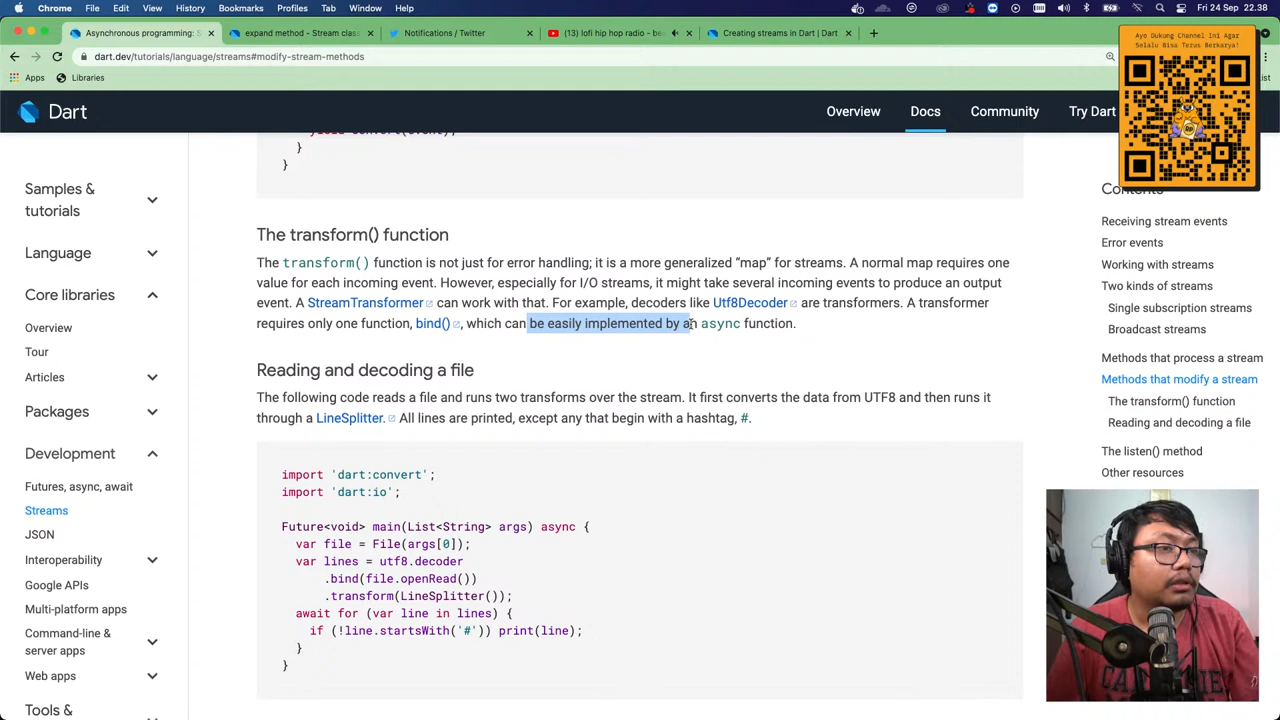 Chrome File Edit View History Bookmarks Profiles Tab Window Help
Fri 24 Sep 22.38
Asynchronous programming: S
expand method - Stream class
Notifications / Twitter
(13) lofi hip hop radio - be
Creating streams in Dart | Dart
dart.dev/tutorials/language/streams#modify-stream-methods
Apps Libraries
Ayo Dukung Channel Ini Agar
Selalu Bisa Terus Berkarya!
Dart
Overview Docs Community Try Dart
Samples &
tutorials
Language
Core libraries
Overview
Tour
Articles
Packages
Development
Futures, async, await
Streams
JSON
Interoperability
Google APIs
Multi-platform apps
Command-line &
server apps
Web apps
Tools &
yield convert(event);
}
}
The transform() function
The transform() function is not just for error handling; it is a more generalized “map” for streams. A normal map requires one
value for each incoming event. However, especially for I/O streams, it might take several incoming events to produce an output
event. A StreamTransformer can work with that. For example, decoders like Utf8Decoder are transformers. A transformer
requires only one function, bind(), which can be easily implemented by an async function.
Reading and decoding a file
The following code reads a file and runs two transforms over the stream. It first converts the data from UTF8 and then runs it
through a LineSplitter. All lines are printed, except any that begin with a hashtag, #.
import 'dart:convert';
import 'dart:io';
Future<void> main(List<String> args) async {
var file = File(args[0]);
var lines = utf8.decoder
.bind(file.openRead())
.transform(LineSplitter());
await for (var line in lines) {
if (!line.startsWith('#')) print(line);
}
}
Contents
Receiving stream events
Error events
Working with streams
Two kinds of streams
Single subscription streams
Broadcast streams
Methods that process a stream
Methods that modify a stream
The transform() function
Reading and decoding a file
The listen() method
Other resources